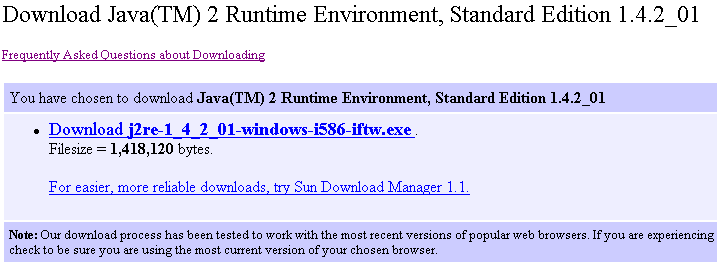 Download Java(TM) 2 Runtime Environment, Standard Edition 1.4.2_01
Frequently Asked Questions about Downloading
You have chosen to download Java(TM) 2 Runtime Environment, Standard Edition 1.4.2_01
• Download j2re-1_4_2_01-windows-i586-iftw.exe .
Filesize = 1,418,120 bytes.
For easier, more reliable downloads, try Sun Download Manager 1.1.
Note: Our download process has been tested to work with the most recent versions of popular web browsers. If you are experiencing
check to be sure you are using the most current version of your chosen browser.